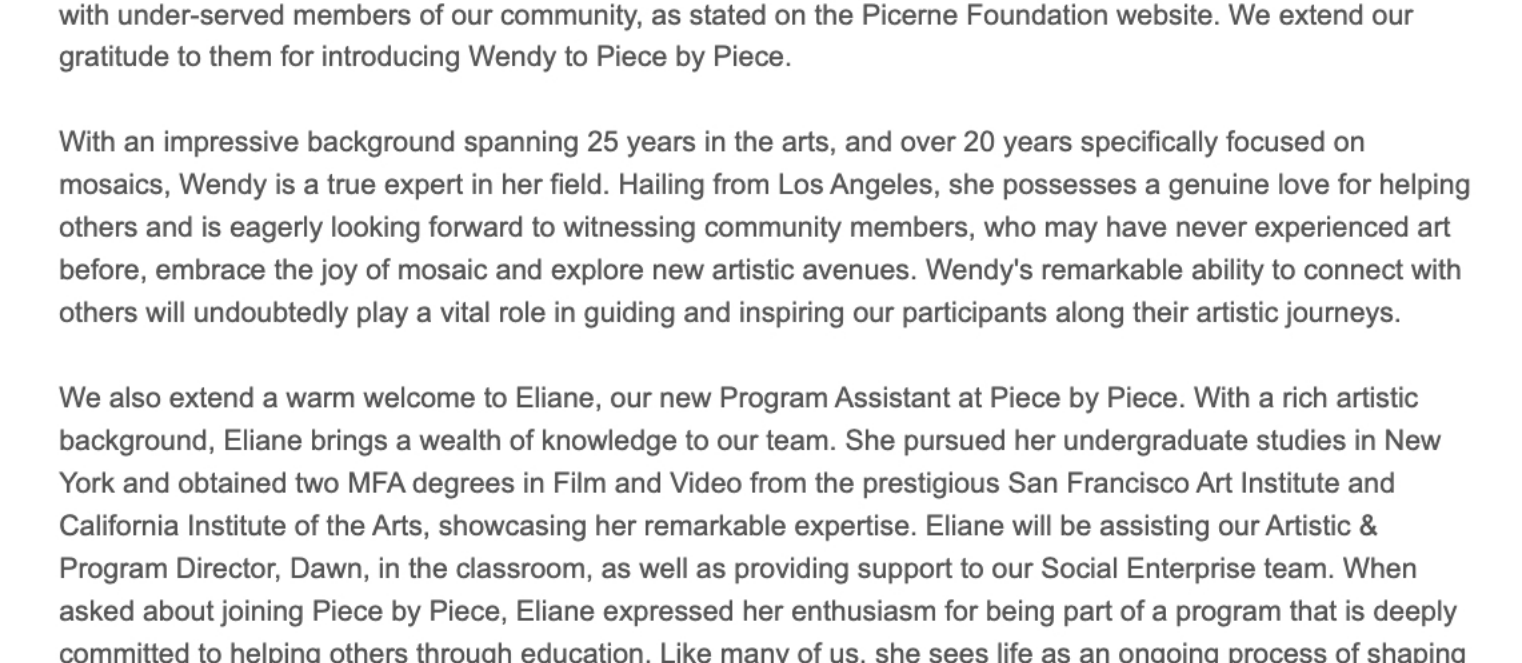 with under-served members of our community, as stated on the Picerne Foundation website. We extend our
gratitude to them for introducing Wendy to Piece by Piece.
With an impressive background spanning 25 years in the arts, and over 20 years specifically focused on
mosaics, Wendy is a true expert in her field. Hailing from Los Angeles, she possesses a genuine love for helping
others and is eagerly looking forward to witnessing community members, who may have never experienced art
before, embrace the joy of mosaic and explore new artistic avenues. Wendy's remarkable ability to connect with
others will undoubtedly play a vital role in guiding and inspiring our participants along their artistic journeys.
We also extend a warm welcome to Eliane, our new Program Assistant at Piece by Piece. With a rich artistic
background, Eliane brings a wealth of knowledge to our team. She pursued her undergraduate studies in New
York and obtained two MFA degrees in Film and Video from the prestigious San Francisco Art Institute and
California Institute of the Arts, showcasing her remarkable expertise. Eliane will be assisting our Artistic &
Program Director, Dawn, in the classroom, as well as providing support to our Social Enterprise team. When
asked about joining Piece by Piece, Eliane expressed her enthusiasm for being part of a program that is deeply
committed to helping others through education. Like many of us, she sees life as an ongoing process of shaping